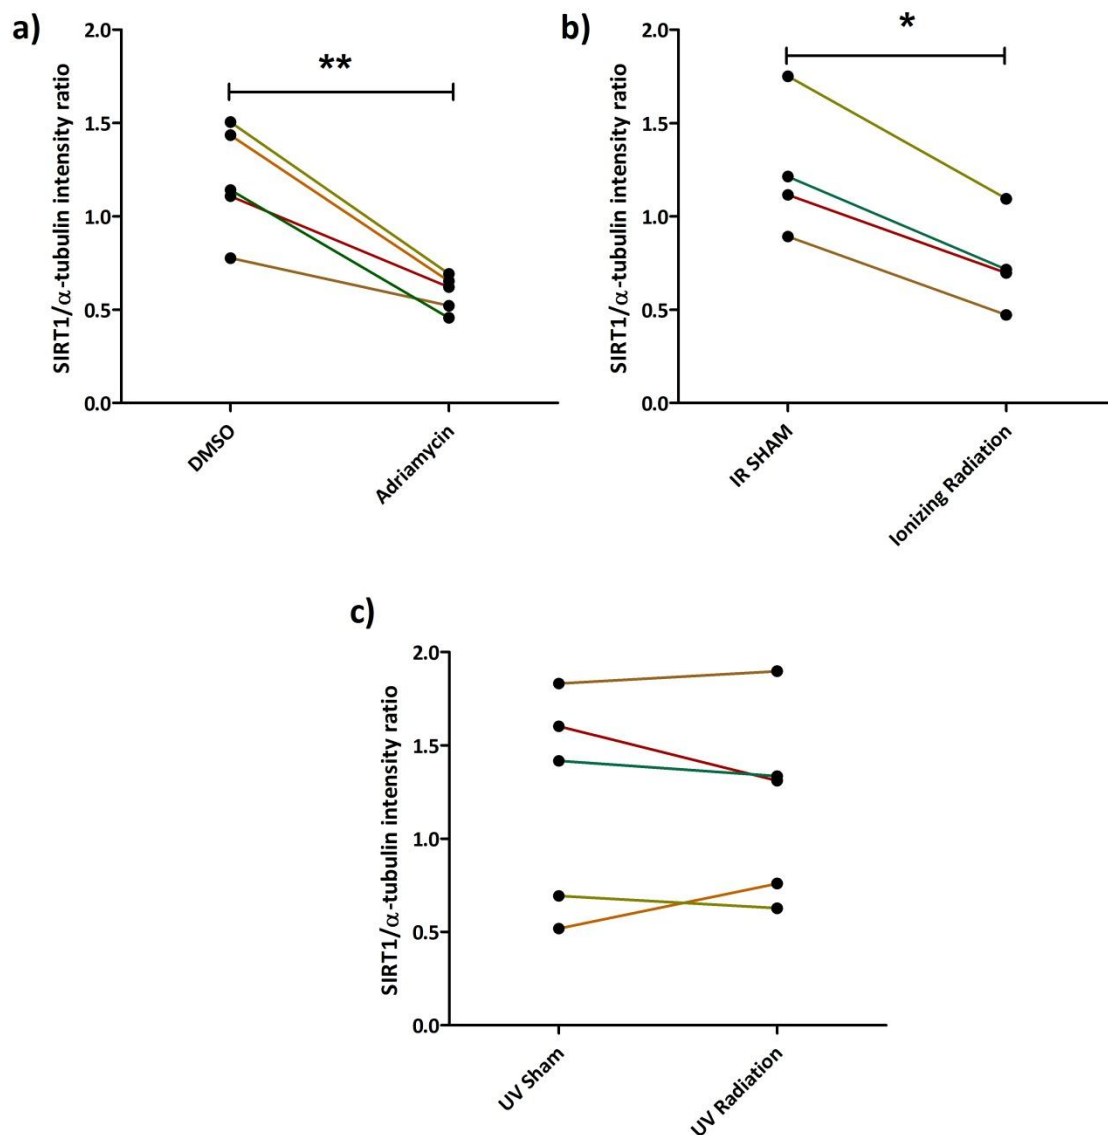 a)
**
SIRT1/α-tubulin intensity ratio
2.0
1.5
1.0
0.5
0.0
DMSO
Adriamycin
b)
*
SIRT1/α-tubulin intensity ratio
2.0
1.5
1.0
0.5
0.0
IR SHAM
Ionizing Radiation
c)
SIRT1/α-tubulin intensity ratio
2.0
1.5
1.0
0.5
0.0
UV Sham
UV Radiation